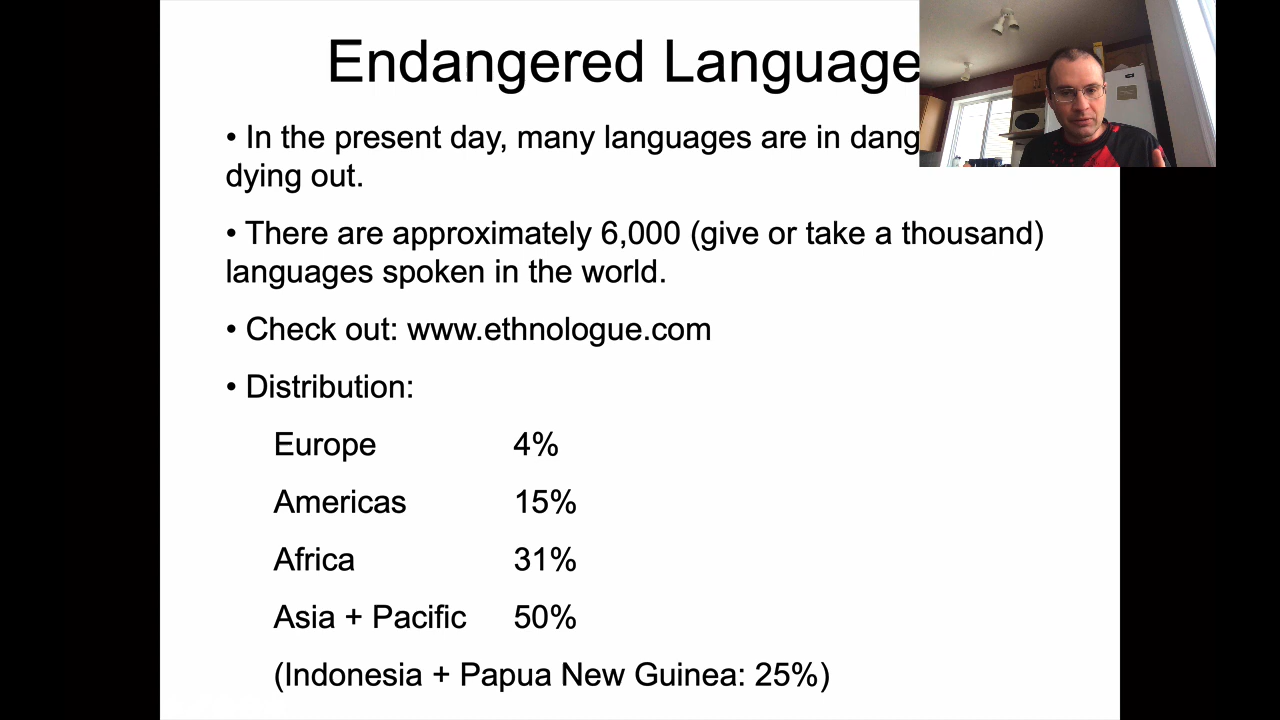 Endangered Language
• In the present day, many languages are in dang
dying out.
• There are approximately 6,000 (give or take a thousand)
languages spoken in the world.
• Check out: www.ethnologue.com
• Distribution:
Europe 4%
Americas 15%
Africa 31%
Asia + Pacific 50%
(Indonesia + Papua New Guinea: 25%)